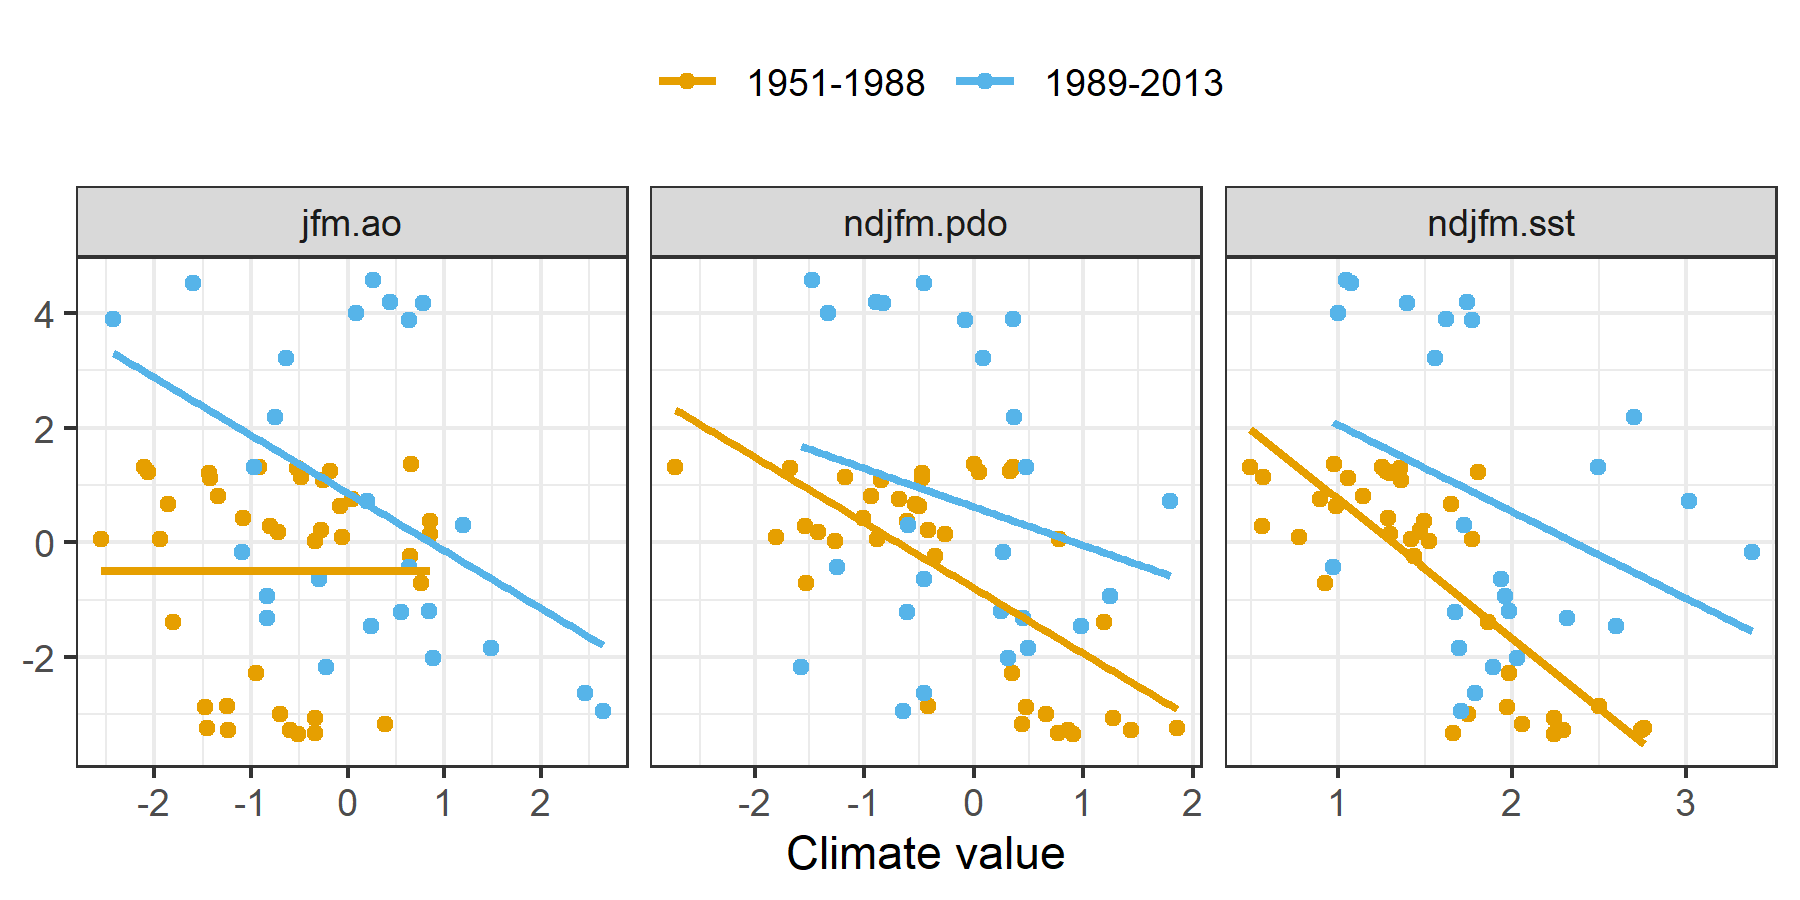 1951-1988 1989-2013
jfm.ao ndjfm.pdo ndjfm.sst
4
2
0
-2
-2 -1 0 1 2 -2 -1 0 1 2 1 2 3
Climate value